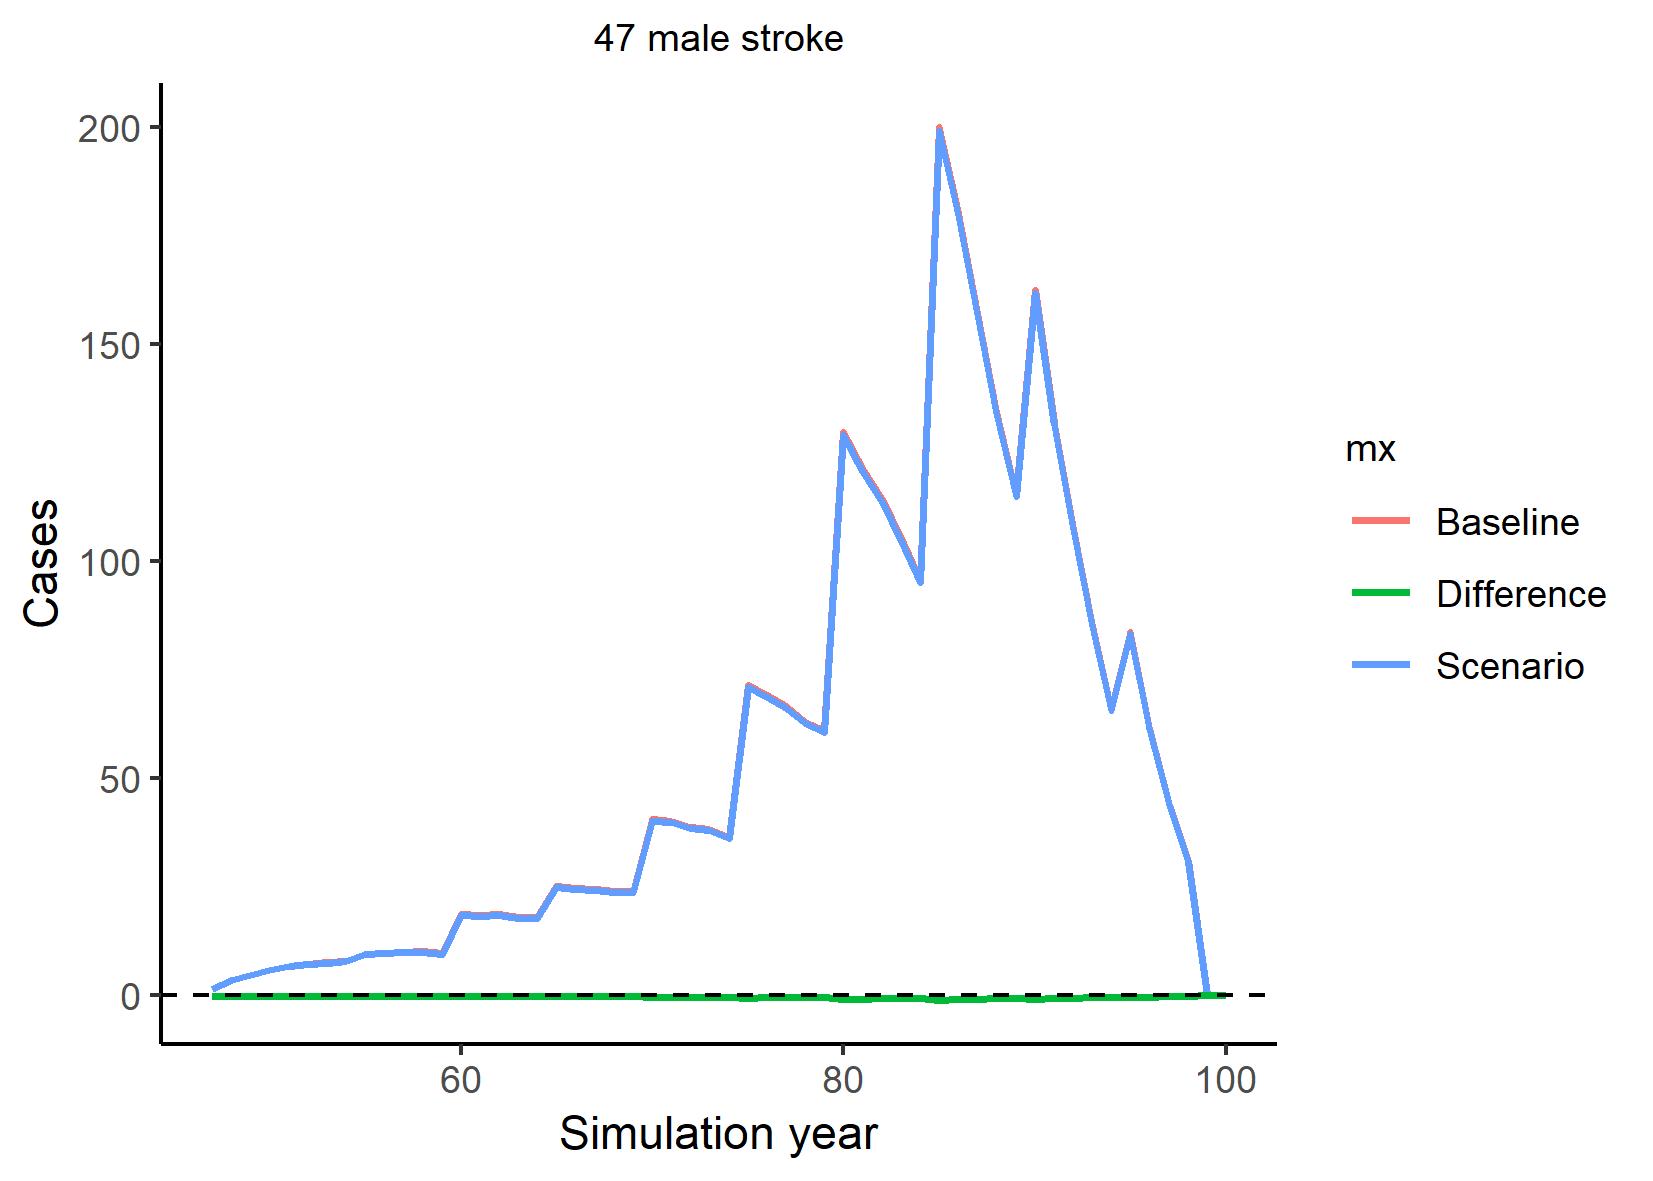 47 male stroke
200
150
100
50
0
Cases
60
80
100
Simulation year
mx
Baseline
Difference
Scenario